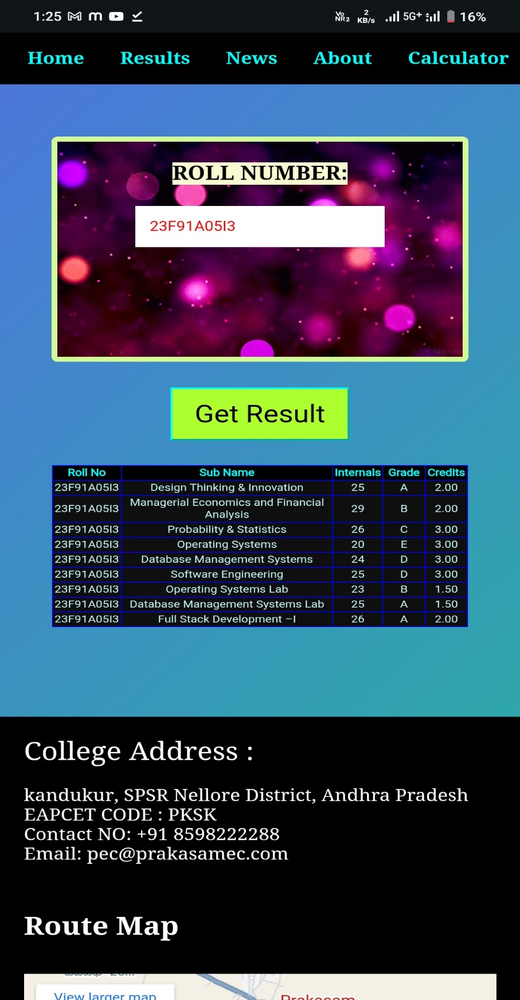 1:25 VoNR2 2 KB/s 5G+ 16%
Home Results News About Calculator
ROLL NUMBER:
23F91A05I3
Get Result
Roll No Sub Name Internals Grade Credits
23F91A05I3 Design Thinking & Innovation 25 A 2.00
23F91A05I3 Managerial Economics and Financial
Analysis 29 B 2.00
23F91A05I3 Probability & Statistics 26 C 3.00
23F91A05I3 Operating Systems 20 E 3.00
23F91A05I3 Database Management Systems 24 D 3.00
23F91A05I3 Software Engineering 25 D 3.00
23F91A05I3 Operating Systems Lab 23 B 1.50
23F91A05I3 Database Management Systems Lab 25 A 1.50
23F91A05I3 Full Stack Development –I 26 A 2.00
College Address :
kandukur, SPSR Nellore District, Andhra Pradesh
EAPCET CODE : PKSK
Contact NO: +91 8598222288
Email: pec@prakasamec.com
Route Map
View larger map
Prakasam